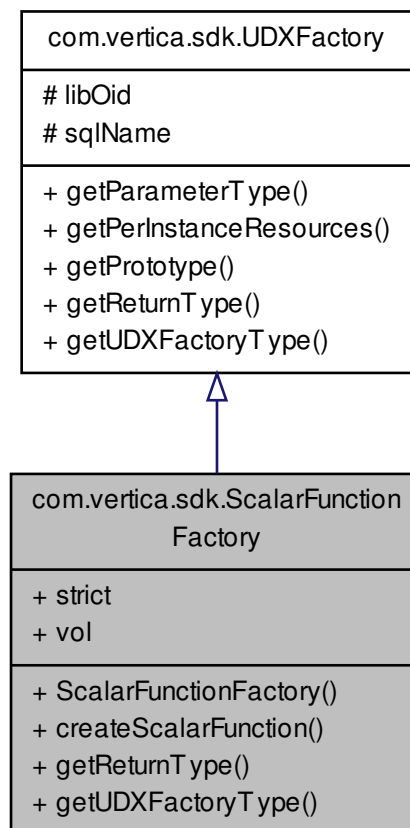 com.vertica.sdk.UDXFactory
# libOid
# sqlName
+ getParameterType()
+ getPerInstanceResources()
+ getPrototype()
+ getReturnType()
+ getUDXFactoryType()
com.vertica.sdk.ScalarFunction
Factory
+ strict
+ vol
+ ScalarFunctionFactory()
+ createScalarFunction()
+ getReturnType()
+ getUDXFactoryType()